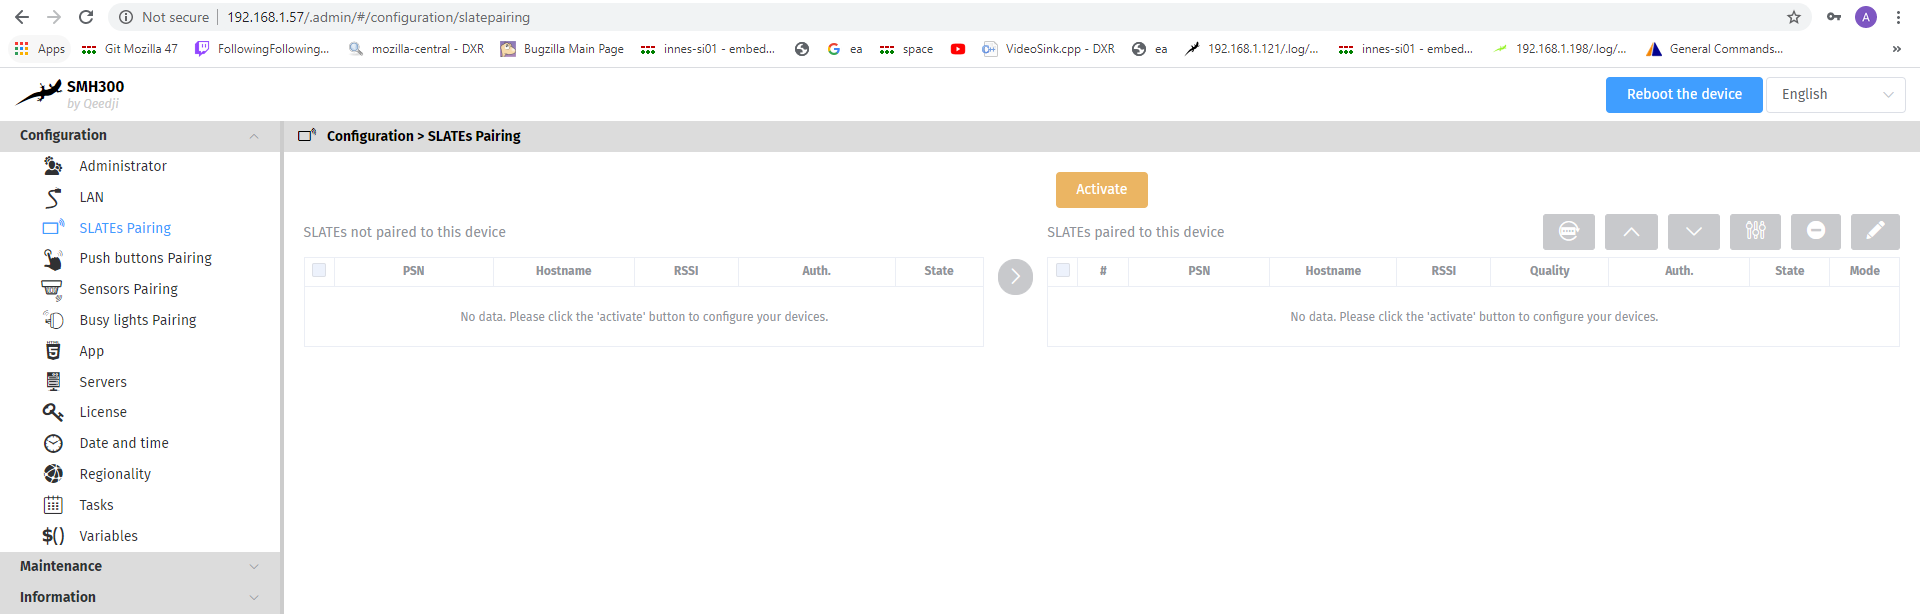 Not secure 192.168.1.57/.admin/#/configuration/slatepairing A
Apps Git Mozilla 47 FollowingFollowing... mozilla-central - DXR Bugzilla Main Page innes-si01 - embed... ea space VideoSink.cpp - DXR ea 192.168.1.121/.log/... innes-si01 - embed... 192.168.1.198/.log/... General Commands... »
SMH300
by Qeedji
Reboot the device English
Configuration
Administrator
LAN
SLATEs Pairing
Push buttons Pairing
Sensors Pairing
Busy lights Pairing
App
Servers
License
Date and time
Regionality
Tasks
$() Variables
Maintenance
Information
Configuration > SLATEs Pairing
Activate
SLATEs not paired to this device
PSN Hostname RSSI Auth. State
No data. Please click the 'activate' button to configure your devices.
SLATEs paired to this device
# PSN Hostname RSSI Quality Auth. State Mode
No data. Please click the 'activate' button to configure your devices.